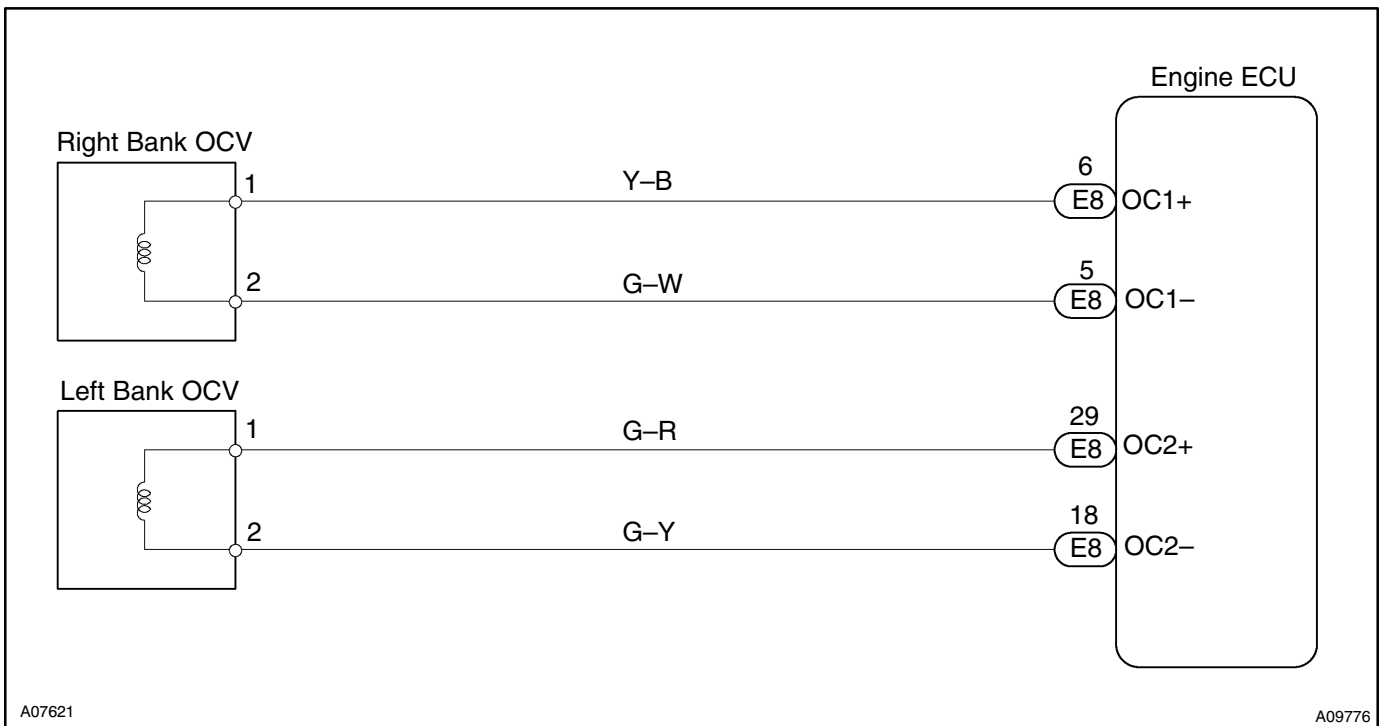 Engine ECU
Right Bank OCV
1
Y–B
6
E8
OC1+
2
G–W
5
E8
OC1–
Left Bank OCV
1
G–R
29
E8
OC2+
2
G–Y
18
E8
OC2–
A07621
A09776